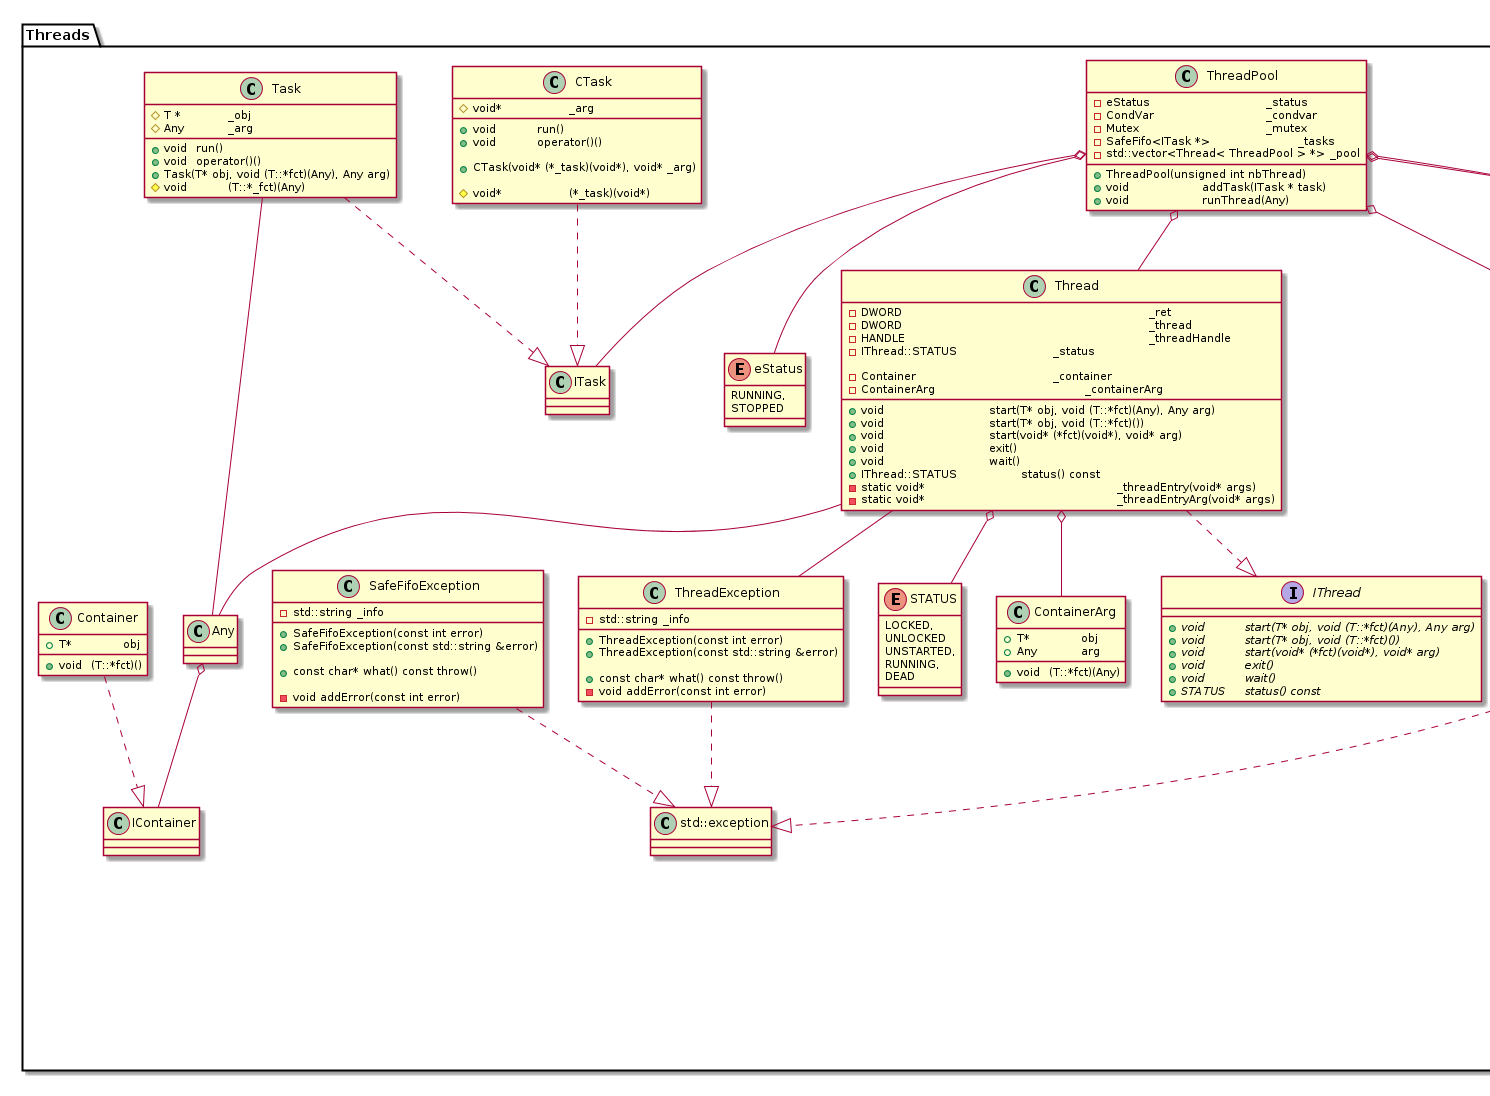 Threads
C Task
T * _obj
Any _arg
void run()
void operator()()
Task(T* obj, void (T::*fct)(Any), Any arg)
void (T::*_fct)(Any)
C CTask
void* _arg
void run()
void operator()()
CTask(void* (*_task)(void*), void* _arg)
void* (*_task)(void*)
C ThreadPool
eStatus _status
CondVar _condvar
Mutex _mutex
SafeFifo<ITask *> _tasks
std::vector<Thread< ThreadPool > *> _pool
ThreadPool(unsigned int nbThread)
void addTask(ITask * task)
void runThread(Any)
C Thread
DWORD _ret
DWORD _thread
HANDLE _threadHandle
IThread::STATUS _status
Container _container
ContainerArg _containerArg
void start(T* obj, void (T::*fct)(Any), Any arg)
void start(T* obj, void (T::*fct)())
void start(void* (*fct)(void*), void* arg)
void exit()
void wait()
IThread::STATUS status() const
static void* _threadEntry(void* args)
static void* _threadEntryArg(void* args)
E eStatus
RUNNING,
STOPPED
C ITask
C Container
T* obj
void (T::*fct)()
C Any
C SafeFifoException
std::string _info
SafeFifoException(const int error)
SafeFifoException(const std::string &error)
const char* what() const throw()
void addError(const int error)
C ThreadException
std::string _info
ThreadException(const int error)
ThreadException(const std::string &error)
const char* what() const throw()
void addError(const int error)
E STATUS
LOCKED,
UNLOCKED
UNSTARTED,
RUNNING,
DEAD
C ContainerArg
T* obj
Any arg
void (T::*fct)(Any)
I IThread
void start(T* obj, void (T::*fct)(Any), Any arg)
void start(T* obj, void (T::*fct)())
void start(void* (*fct)(void*), void* arg)
void exit()
void wait()
STATUS status() const
C IContainer
C std::exception